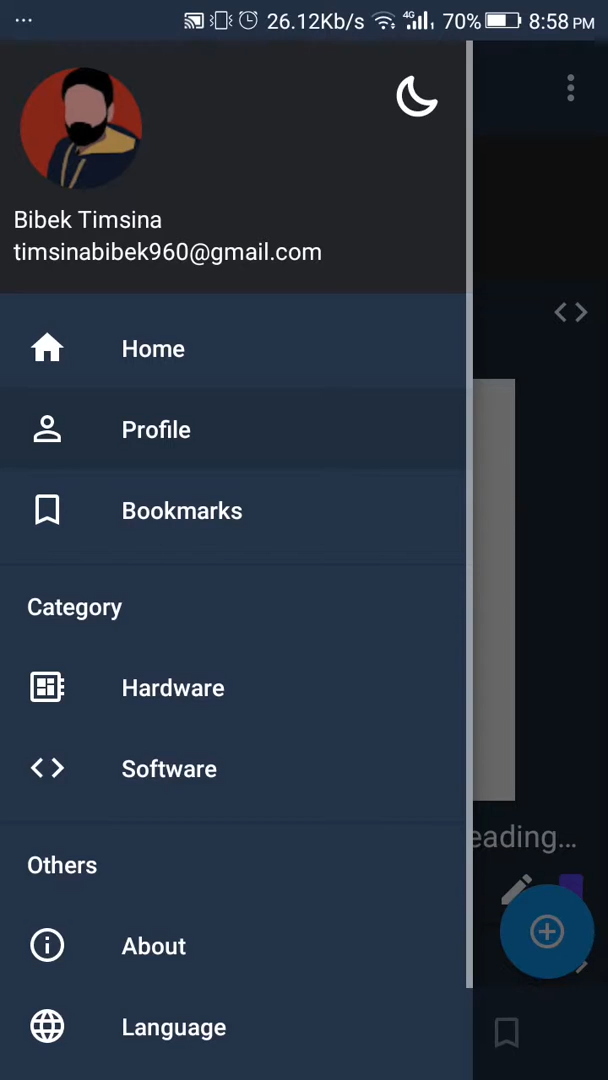 26.12Kb/s 4G 70% 8:58 PM
Bibek Timsina
timsinabibek960@gmail.com
Home
Profile
Bookmarks
Category
Hardware
Software
eading...
Others
About
Language